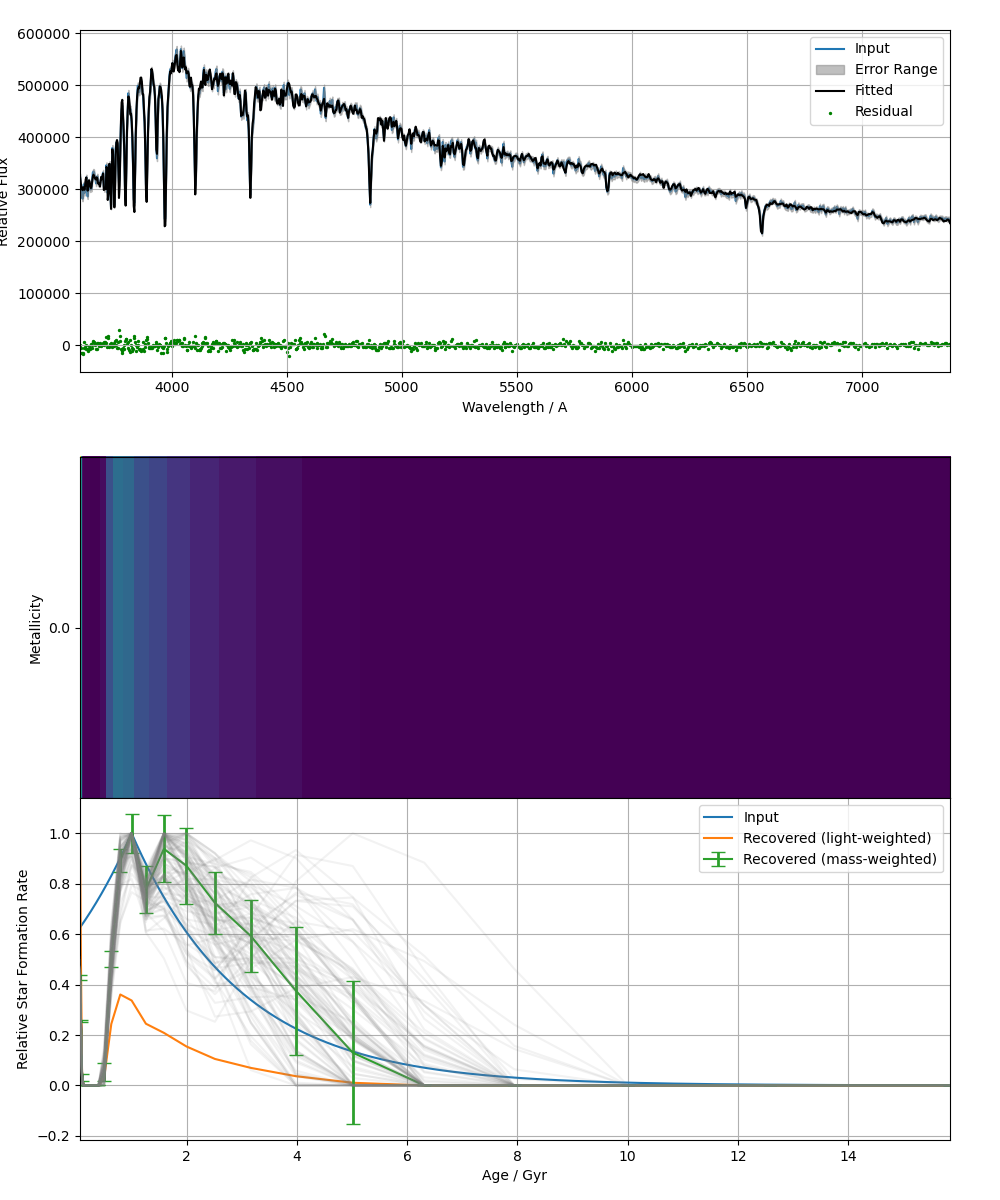 600000
500000
400000
300000
200000
100000
0
Relative Flux
4000
4500
5000
5500
6000
6500
7000
Wavelength / A
Input
Error Range
Fitted
Residual
0.0
Metallicity
1.0
0.8
0.6
0.4
0.2
0.0
−0.2
Relative Star Formation Rate
2
4
6
8
10
12
14
Age / Gyr
Input
Recovered (light-weighted)
Recovered (mass-weighted)